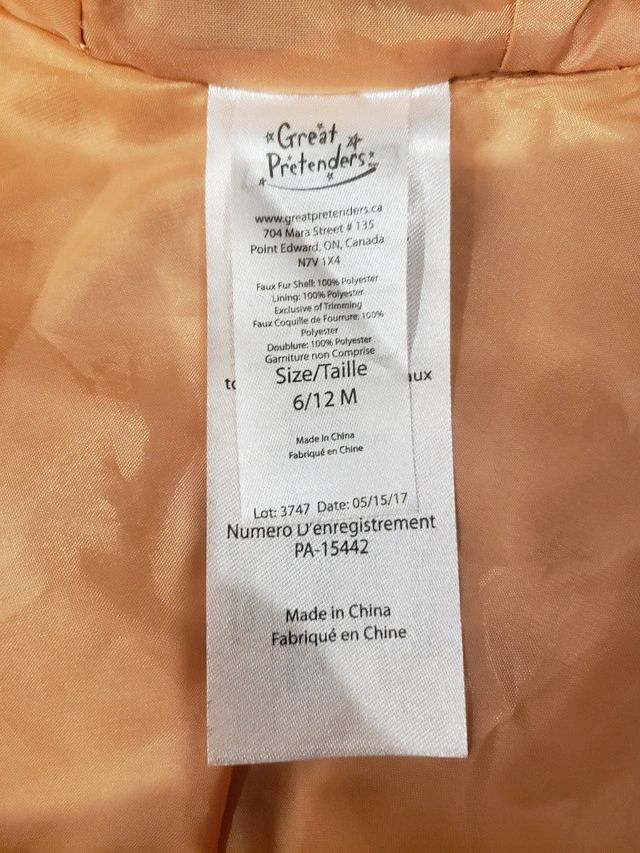 Great
Pretenders
www.greatpretenders.ca
704 Mara Street # 135
Point Edward, ON, Canada
N7V 1X4
Faux Fur Shell: 100% Polyester
Lining: 100% Polyester
Exclusive of Trimming
Faux Coquille de Fourrure: 100%
Polyester
Doublure: 100% Polyester
Garniture non Comprise
Size/Taille
6/12 M
Made in China
Fabriqué en Chine
Lot: 3747 Date: 05/15/17
Numero D'enregistrement
PA-15442
Made in China
Fabriqué en Chine